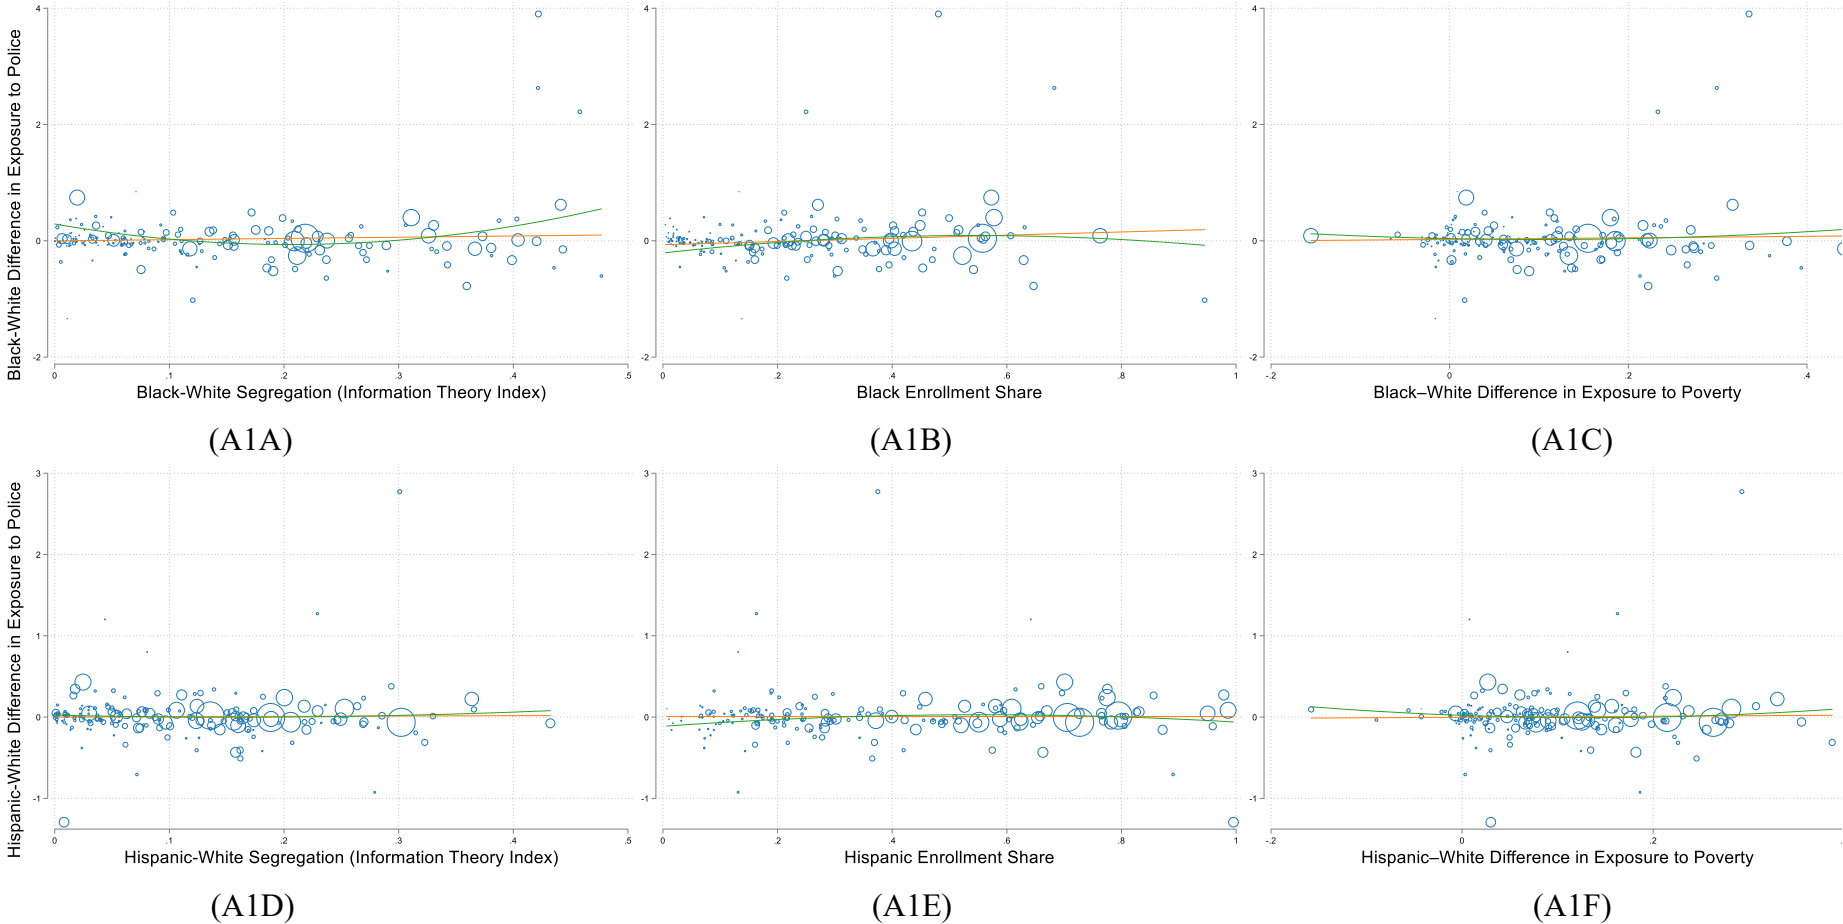 Black-White Difference in Exposure to Police
4
2
0
-2
0 .1 .2 .3 .4 .5
Black-White Segregation (Information Theory Index)
(A1A)
4
2
0
-2
0 .2 .4 .6 .8 1
Black Enrollment Share
(A1B)
4
2
0
-2
-.2 0 .2 .4
Black–White Difference in Exposure to Poverty
(A1C)
Hispanic-White Difference in Exposure to Police
3
2
1
0
-1
0 .1 .2 .3 .4 .5
Hispanic-White Segregation (Information Theory Index)
(A1D)
3
2
1
0
-1
0 .2 .4 .6 .8 1
Hispanic Enrollment Share
(A1E)
3
2
1
0
-1
-.2 0 .2
Hispanic–White Difference in Exposure to Poverty
(A1F)